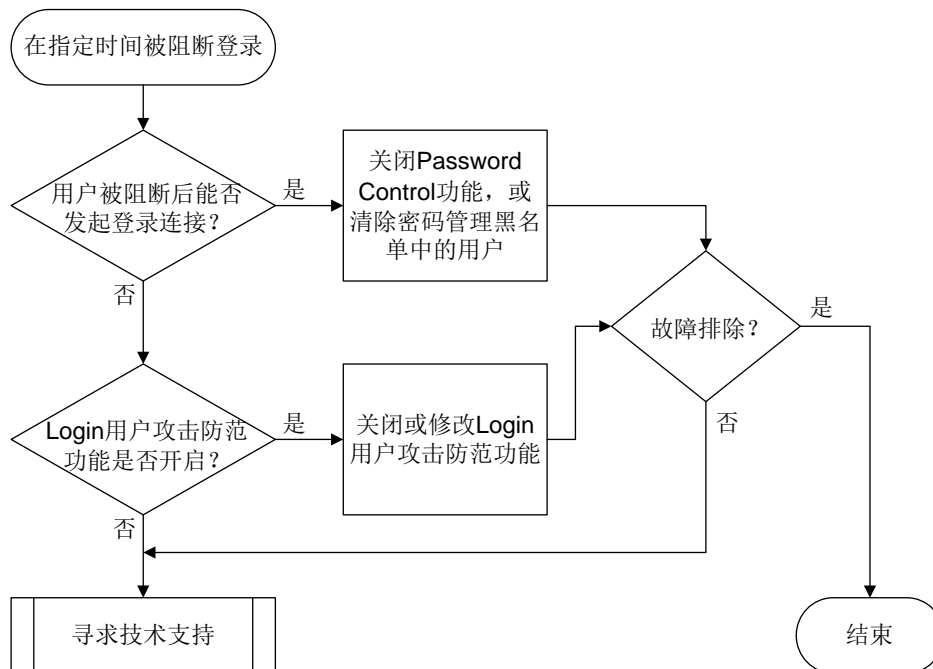 在指定时间被阻断登录
用户被阻断后能否
发起登录连接？
是
关闭Password
Control功能，或
清除密码管理黑名
单中的用户
否
故障排除？
是
Login用户攻击防范
功能是否开启？
是
关闭或修改Login
用户攻击防范功能
否
否
寻求技术支持
结束